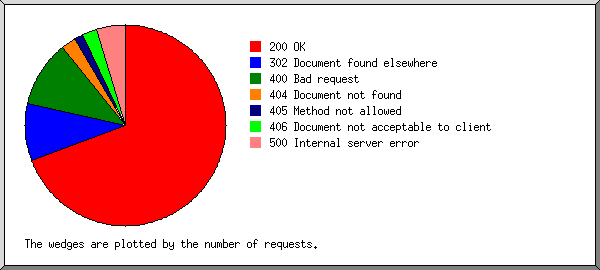 200 OK
302 Document found elsewhere
400 Bad request
404 Document not found
405 Method not allowed
406 Document not acceptable to client
500 Internal server error
The wedges are plotted by the number of requests.